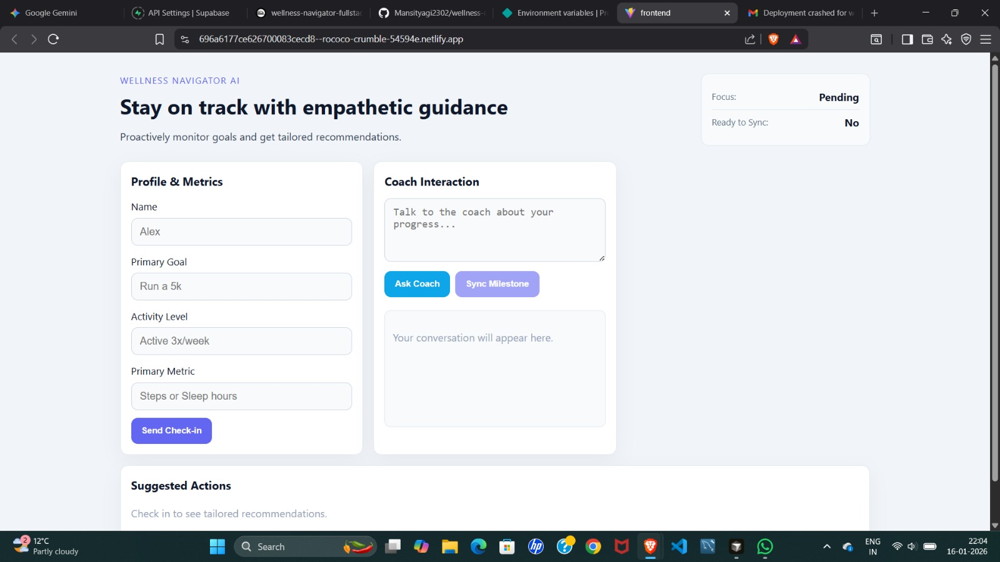 Google Gemini
API Settings | Supabase
wellness-navigator-fullstac
Mansityagi2302/wellness-
Environment variables | Pr
frontend
Deployment crashed for w
696a6177ce626700083cecd8--rococo-crumble-54594e.netlify.app
WELLNESS NAVIGATOR AI
Stay on track with empathetic guidance
Proactively monitor goals and get tailored recommendations.
Focus: Pending
Ready to Sync: No
Profile & Metrics
Name
Alex
Primary Goal
Run a 5k
Activity Level
Active 3x/week
Primary Metric
Steps or Sleep hours
Send Check-in
Coach Interaction
Talk to the coach about your
progress...
Ask Coach
Sync Milestone
Your conversation will appear here.
Suggested Actions
Check in to see tailored recommendations.
2
12°C
Partly cloudy
Search
hp
?
ENG
IN
22:04
16-01-2026